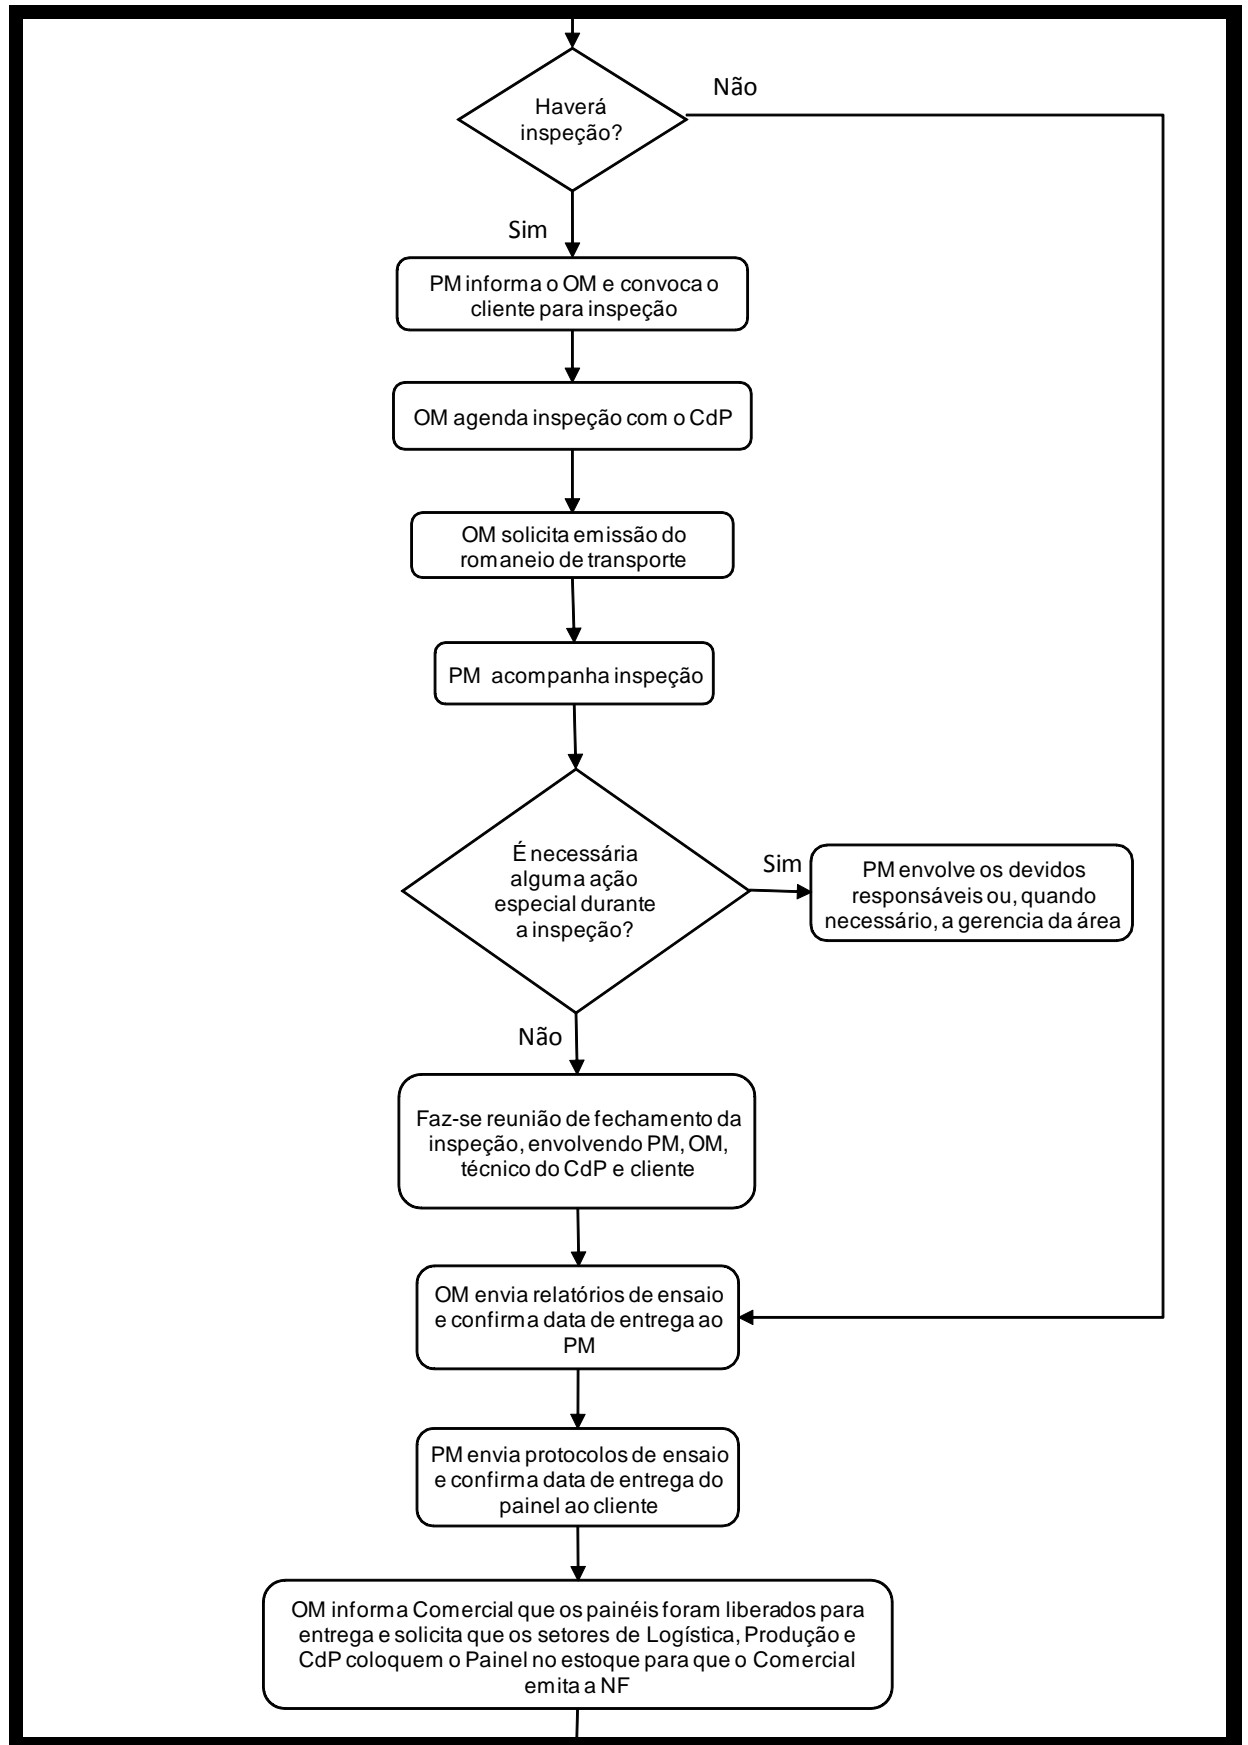 Não
Haverá
inspeção?
Sim
PM informa o OM e convoca o
cliente para inspeção
OM agenda inspeção com o CdP
OM solicita emissão do
romaneio de transporte
PM acompanha inspeção
É necessária
alguma ação
especial durante
a inspeção?
Sim
PM envolve os devidos
responsáveis ou, quando
necessário, a gerencia da área
Não
Faz-se reunião de fechamento da
inspeção, envolvendo PM, OM,
técnico do CdP e cliente
OM envia relatórios de ensaio
e confirma data de entrega ao
PM
PM envia protocolos de ensaio
e confirma data de entrega do
painel ao cliente
OM informa Comercial que os painéis foram liberados para
entrega e solicita que os setores de Logística, Produção e
CdP coloquem o Painel no estoque para que o Comercial
emita a NF